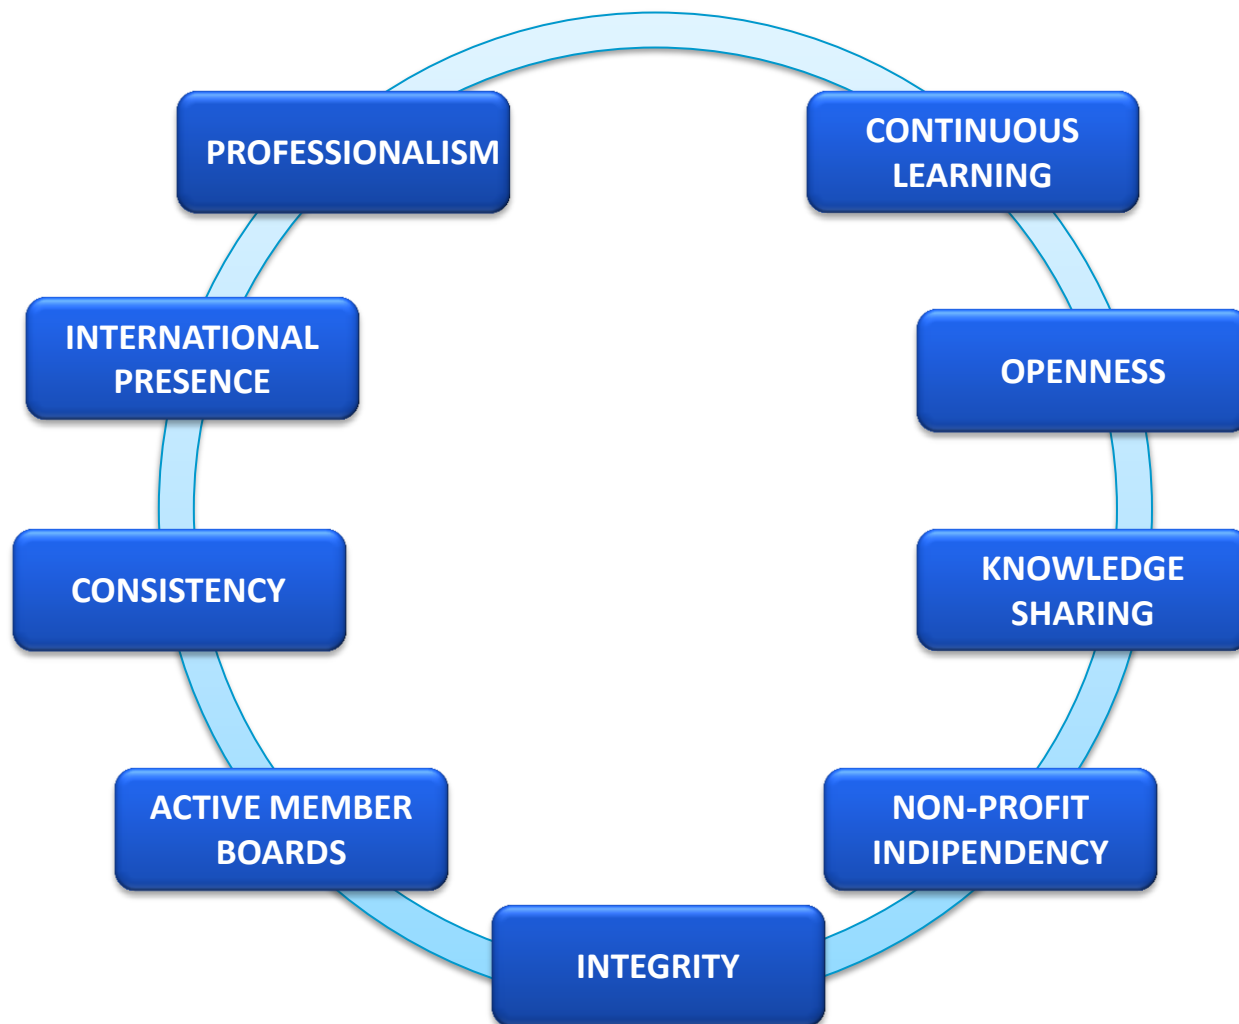 PROFESSIONALISM
CONTINUOUS
LEARNING
INTERNATIONAL
PRESENCE
OPENNESS
CONSISTENCY
KNOWLEDGE
SHARING
ACTIVE MEMBER
BOARDS
NON-PROFIT
INDIPENDENCY
INTEGRITY